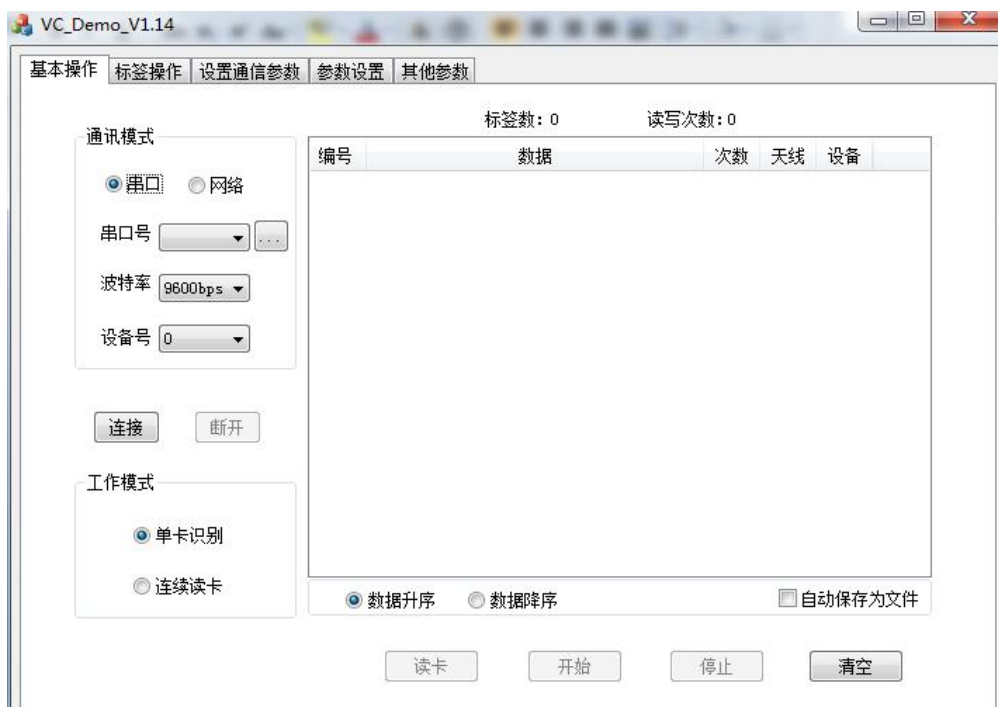 VC_Demo_V1.14
基本操作 标签操作 设置通信参数 参数设置 其他参数
标签数: 0 读写次数: 0
通讯模式
编号 数据 次数 天线 设备
串口 网络
串口号 ...
波特率 9600bps
设备号 0
连接 断开
工作模式
单卡识别
连续读卡
数据升序 数据降序 自动保存为文件
读卡 开始 停止 清空